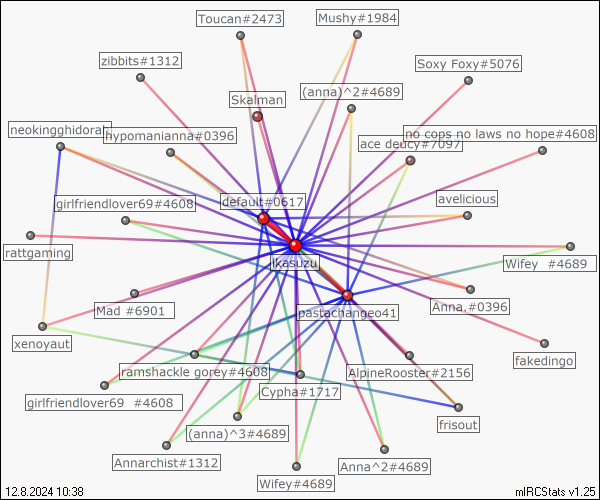 Toucan#2473
Mushy#1984
zibbits#1312
Soxy Foxy#5076
Skalman
(anna)^2#4689
neokingghidorah
hypomanianna#0396
no cops no laws no hope#4608
ace deucy#7097
girlfriendlover69#4608
default#0617
avelicious
rattgaming
ikasuzu
Wifey #4689
Mad #6901
pastachangeo41
Anna,#0396
xenoyaut
fakedingo
ramshackle gorey#4608
AlpineRooster#2156
Cypha#1717
girlfriendlover69 #4608
frisout
(anna)^3#4689
Annarchist#1312
Anna^2#4689
Wifey#4689
12.8.2024 10:38
mIRCStats v1.25